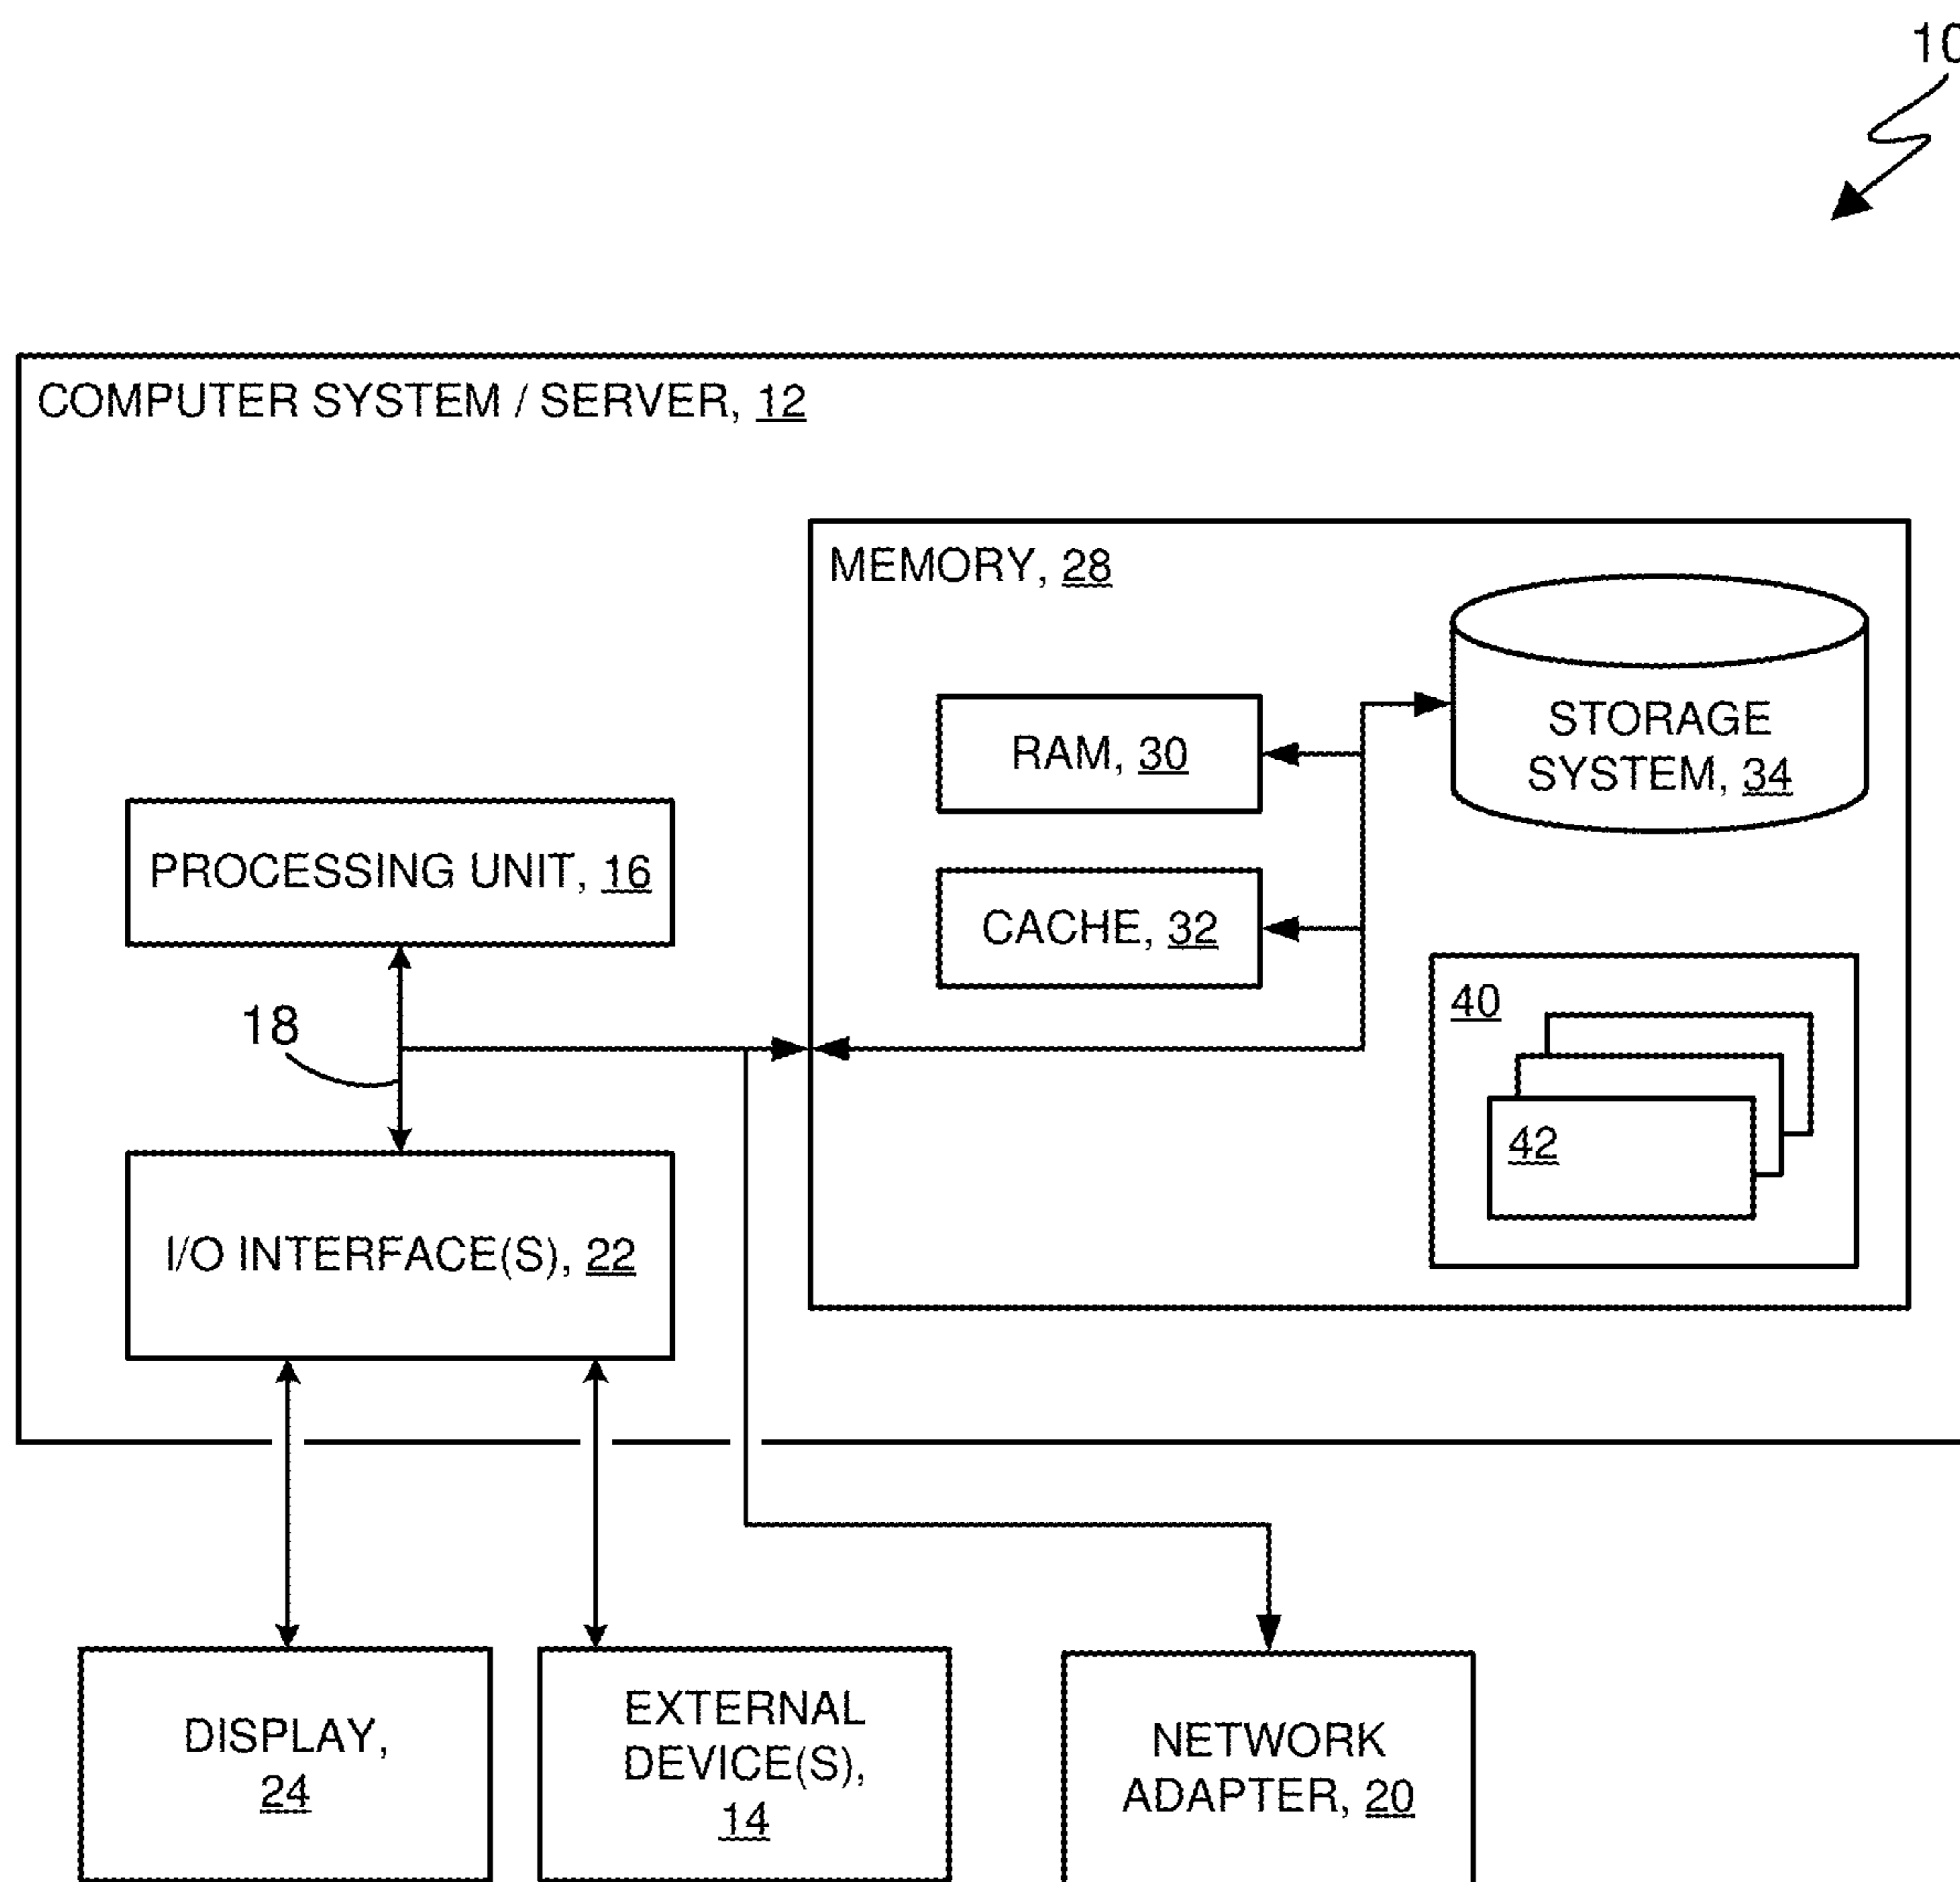 10
COMPUTER SYSTEM / SERVER, 12
MEMORY, 28
STORAGE
SYSTEM, 34
RAM, 30
PROCESSING UNIT, 16
CACHE, 32
40
18
42
I/O INTERFACE(S), 22
DISPLAY,
24
EXTERNAL
DEVICE(S),
14
NETWORK
ADAPTER, 20